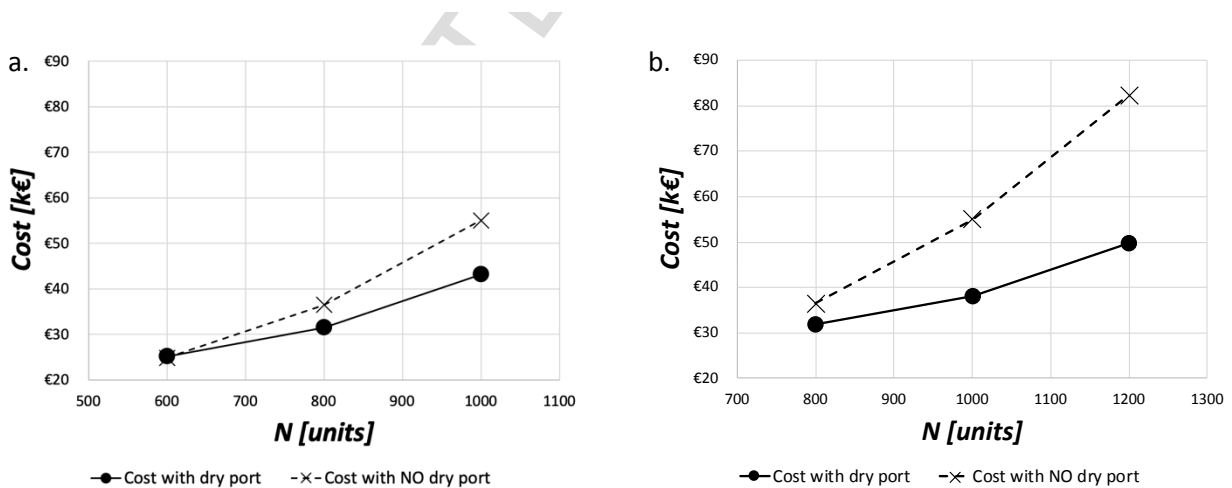 a.
€90
€80
€70
€60
€50
€40
€30
€20
Cost [k€]
500 600 700 800 900 1000 1100
N [units]
Cost with dry port Cost with NO dry port
b.
€90
€80
€70
€60
€50
€40
€30
€20
Cost [k€]
700 800 900 1000 1100 1200 1300
N [units]
Cost with dry port Cost with NO dry port